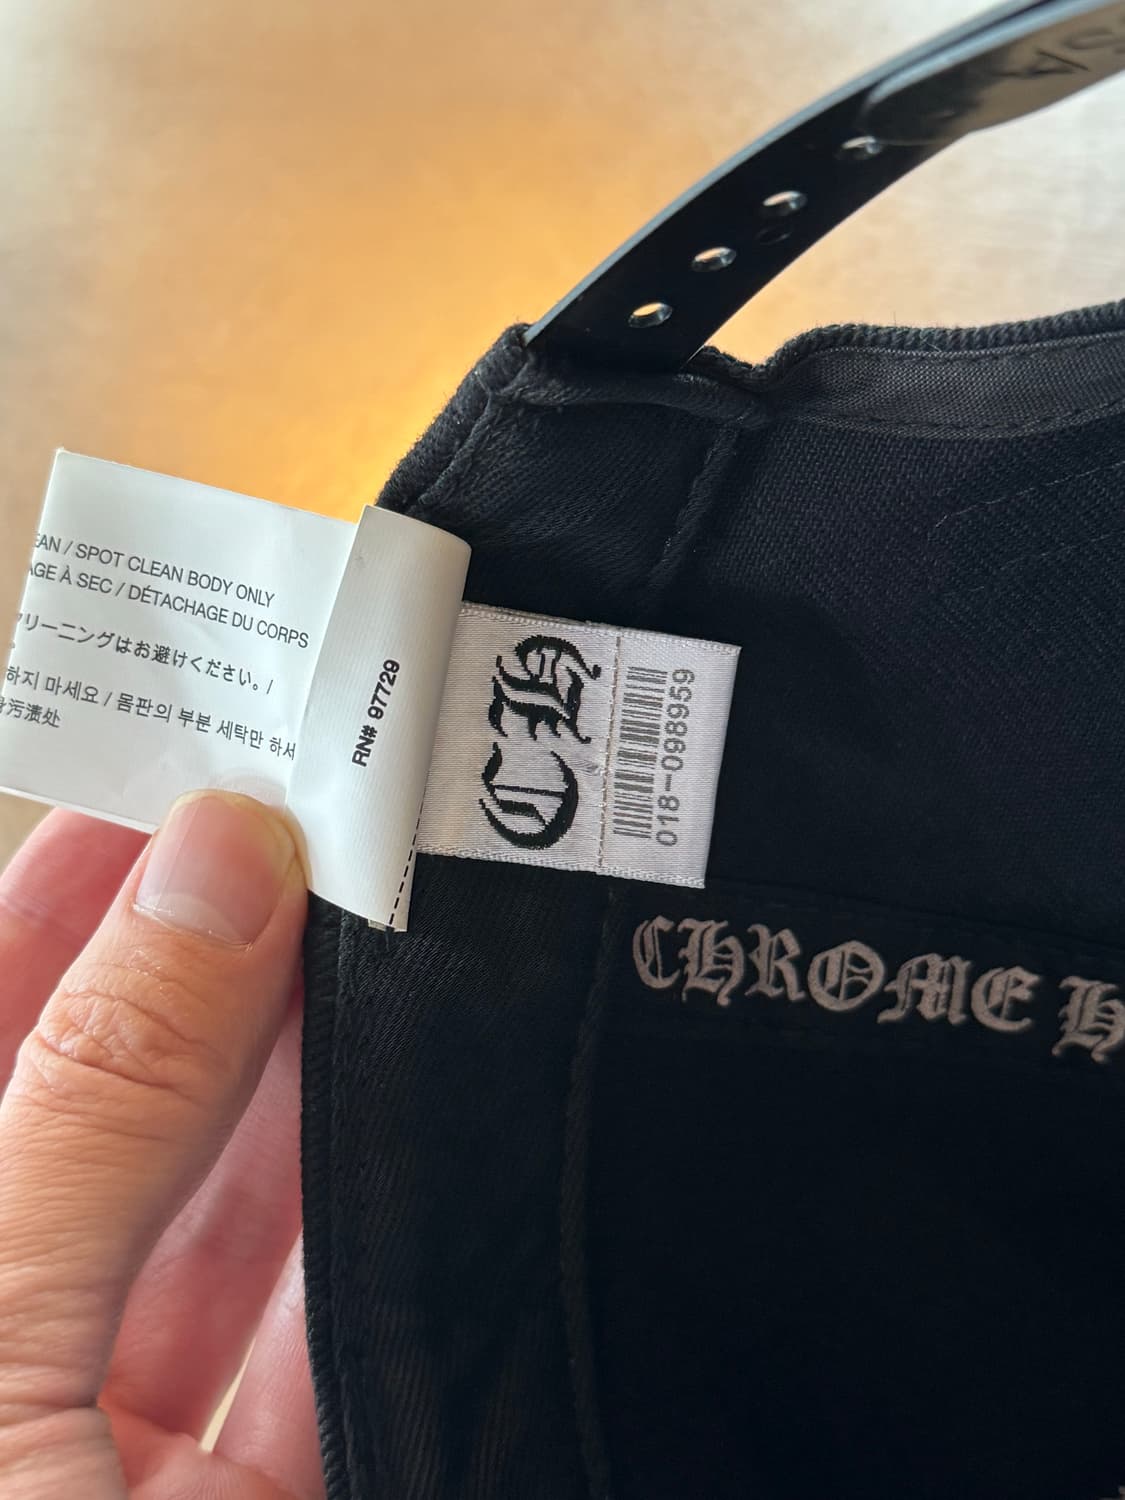 EAN / SPOT CLEAN BODY ONLY
AGE À SEC / DÉTACHAGE DU CORPS
クリーニングはお避けください。/
하지 마세요 / 몸판의 부분 세탁만 하서
污渍处
RN# 97729
CH
018-098959
CHROME H
SA